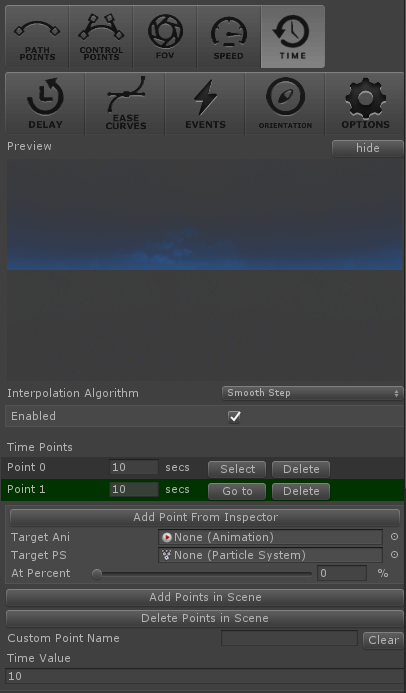 PATH POINTS CONTROL POINTS FOV SPEED TIME
DELAY EASE CURVES EVENTS ORIENTATION OPTIONS
Preview hide
Interpolation Algorithm Smooth Step
Enabled
Time Points
Point 0 10 secs Select Delete
Point 1 10 secs Go to Delete
Add Point From Inspector
Target Ani None (Animation)
Target PS None (Particle System)
At Percent 0 %
Add Points in Scene
Delete Points in Scene
Custom Point Name Clear
Time Value
10